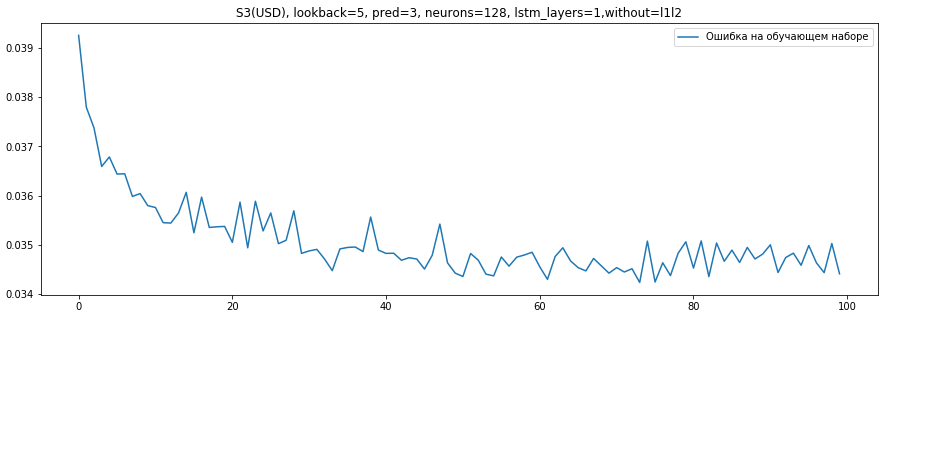 S3(USD), lookback=5, pred=3, neurons=128, lstm_layers=1,without=l1l2
Ошибка на обучающем наборе
0.039
0.038
0.037
0.036
0.035
0.034
0 20 40 60 80 100